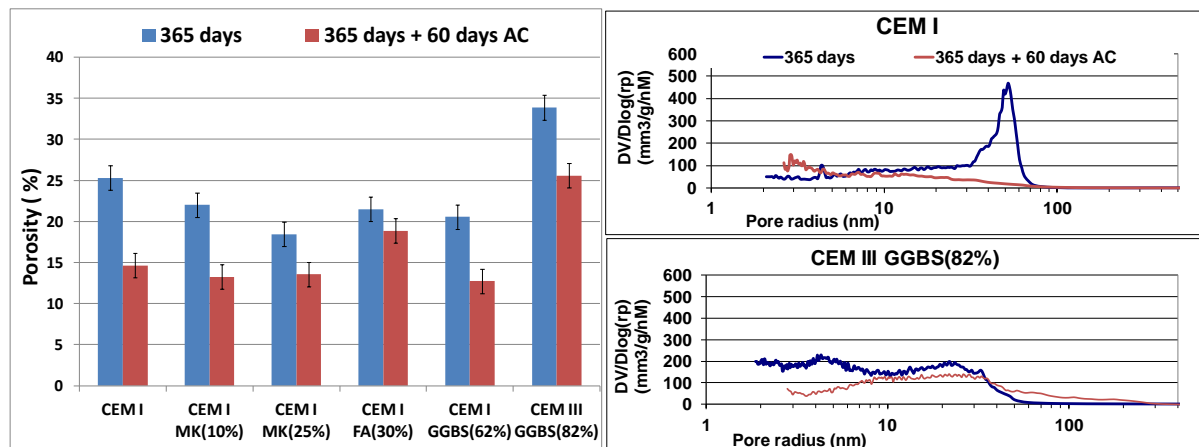 365 days
365 days + 60 days AC
40
35
30
25
20
15
10
5
0
Porosity ( %)
CEM I
CEM I
MK(10%)
CEM I
MK(25%)
CEM I
FA(30%)
CEM I
GGBS(62%)
CEM III
GGBS(82%)
CEM I
365 days
365 days + 60 days AC
600
500
400
300
200
100
0
DV/Dlog(rp)
(mm3/g/nM)
1
10
100
Pore radius (nm)
CEM III GGBS(82%)
600
500
400
300
200
100
0
DV/Dlog(rp)
(mm3/g/nM)
1
10
100
Pore radius (nm)